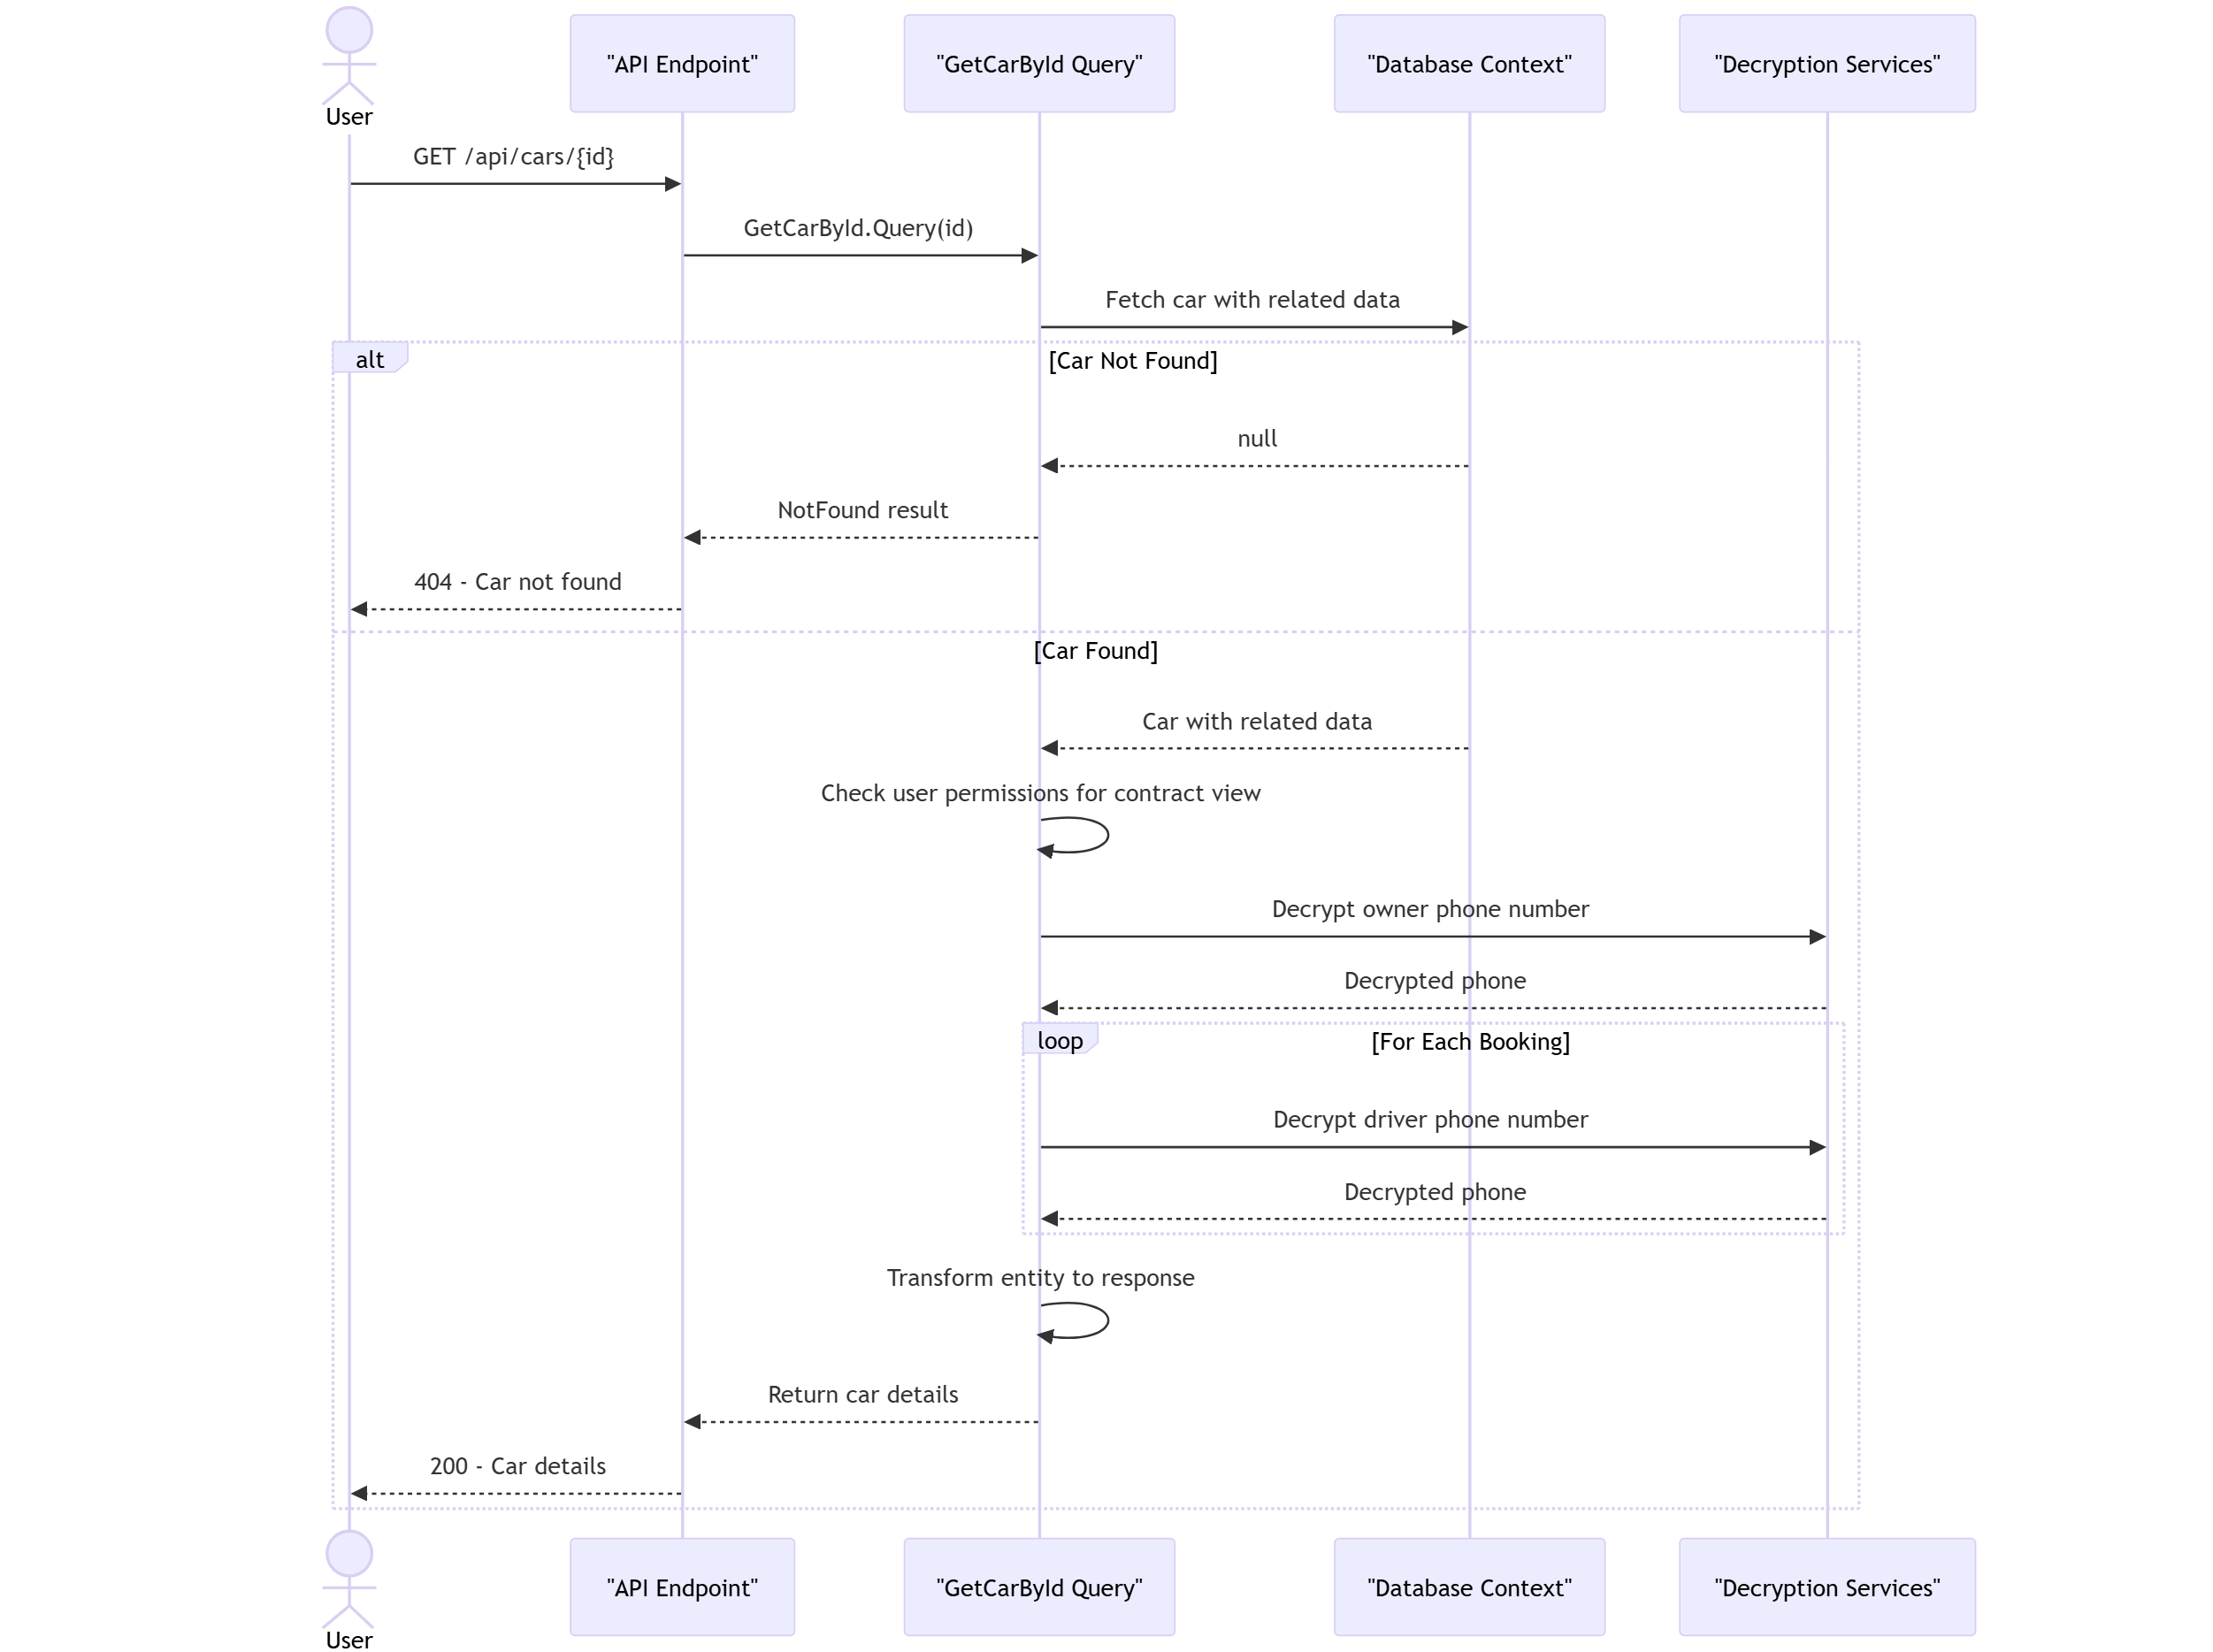 User
"API Endpoint"
"GetCarById Query"
"Database Context"
"Decryption Services"
GET /api/cars/{id}
GetCarById.Query(id)
Fetch car with related data
alt
[Car Not Found]
null
NotFound result
404 - Car not found
[Car Found]
Car with related data
Check user permissions for contract view
Decrypt owner phone number
Decrypted phone
loop
[For Each Booking]
Decrypt driver phone number
Decrypted phone
Transform entity to response
Return car details
200 - Car details
User
"API Endpoint"
"GetCarById Query"
"Database Context"
"Decryption Services"